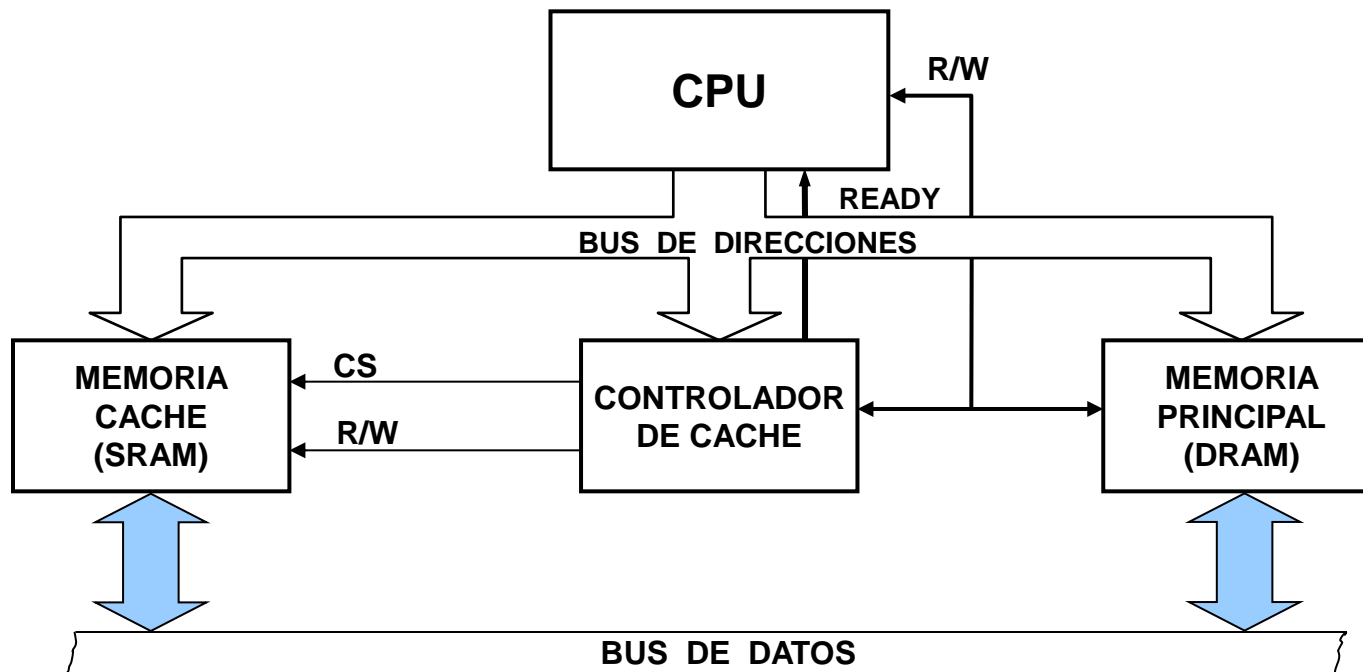 CPU
R/W
READY
BUS DE DIRECCIONES
MEMORIA
CACHE
(SRAM)
CS
R/W
CONTROLADOR
DE CACHE
MEMORIA
PRINCIPAL
(DRAM)
BUS DE DATOS